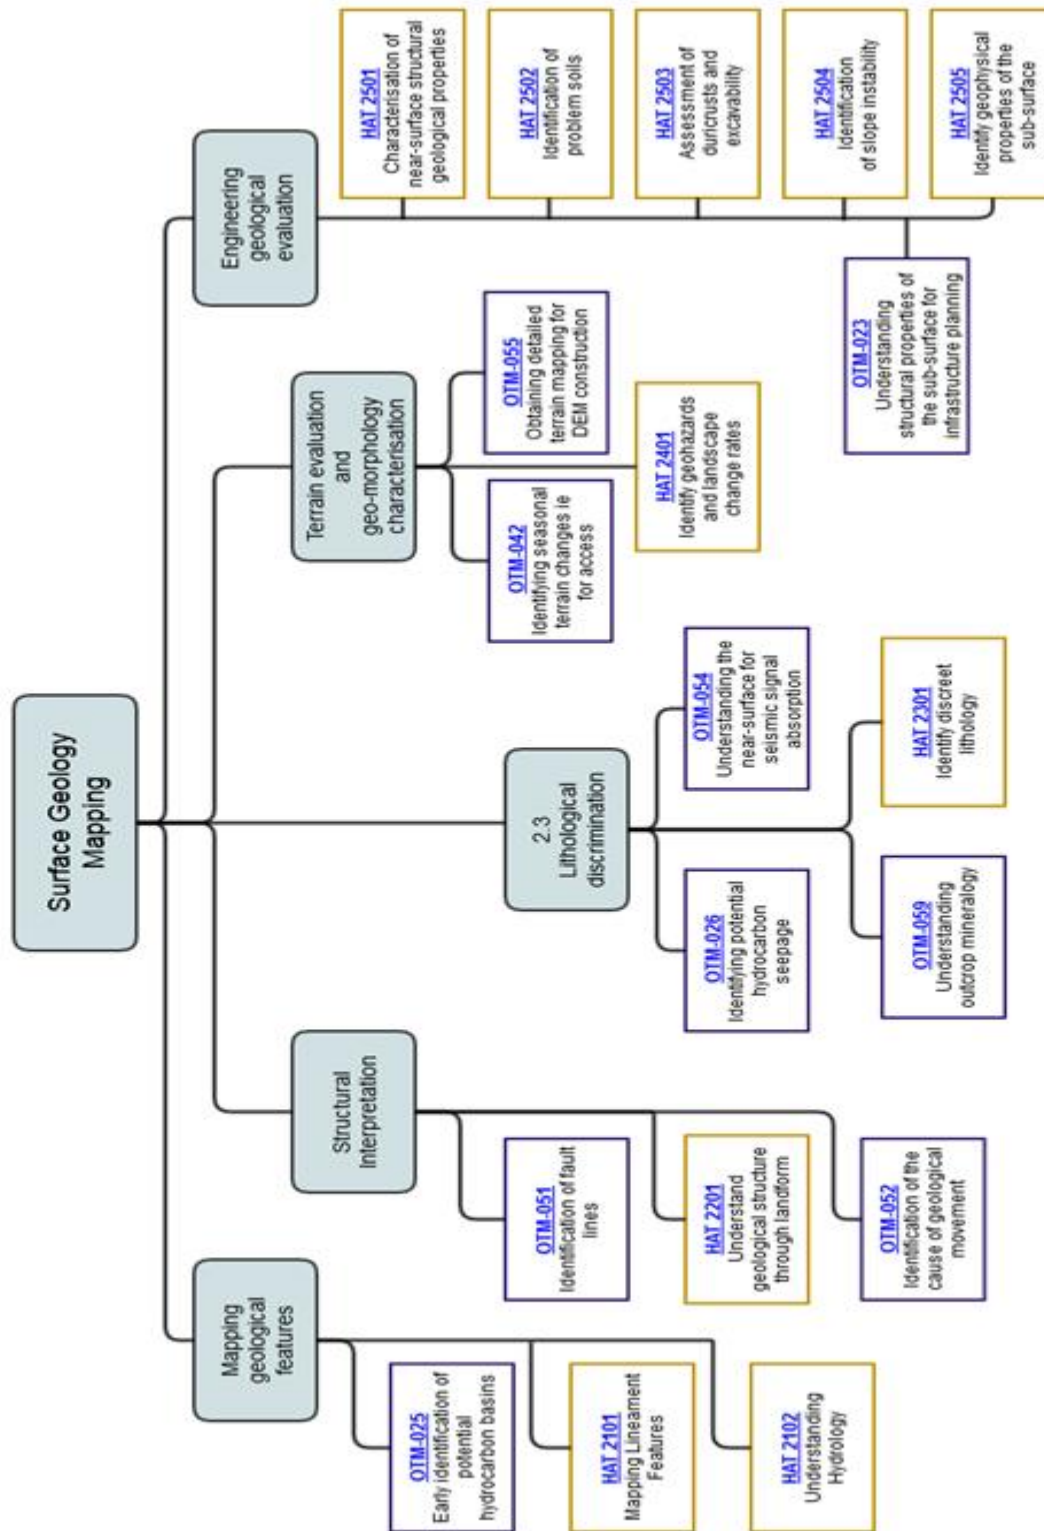 Surface Geology
Mapping
Mapping
geological
features
OTM-025
Early identification of
potential
hydrocarbon basins
HAT 2101
Mapping Lineament
Features
HAT 2102
Understanding
Hydrology
Structural
Interpretation
OTM-051
Identification of fault
lines
HAT 2201
Understand
geological structure
through landform
OTM-052
Identification of the
cause of geological
movement
2.3
Lithological
discrimination
OTM-026
Identifying potential
hydrocarbon
seepage
OTM-054
Understanding the
near-surface for
seismic signal
absorption
OTM-059
Understanding
outcrop mineralogy
HAT 2301
Identify discreet
lithology
Terrain evaluation
and
geo-morphology
characterisation
OTM-042
Identifying seasonal
terrain changes ie
for access
OTM-055
Obtaining detailed
terrain mapping for
DEM construction
HAT 2401
Identify geohazards
and landscape
change rates
Engineering
geological
evaluation
HAT 2501
Characterisation of
near-surface structural
geological properties
HAT 2502
Identification of
problem soils
HAT 2503
Assessment of
duricrusts and
excavability
HAT 2504
Identification
of slope instability
HAT 2505
Identify geophysical
properties of the
sub-surface
OTM-023
Understanding
structural properties of
the sub-surface for
infrastructure planning